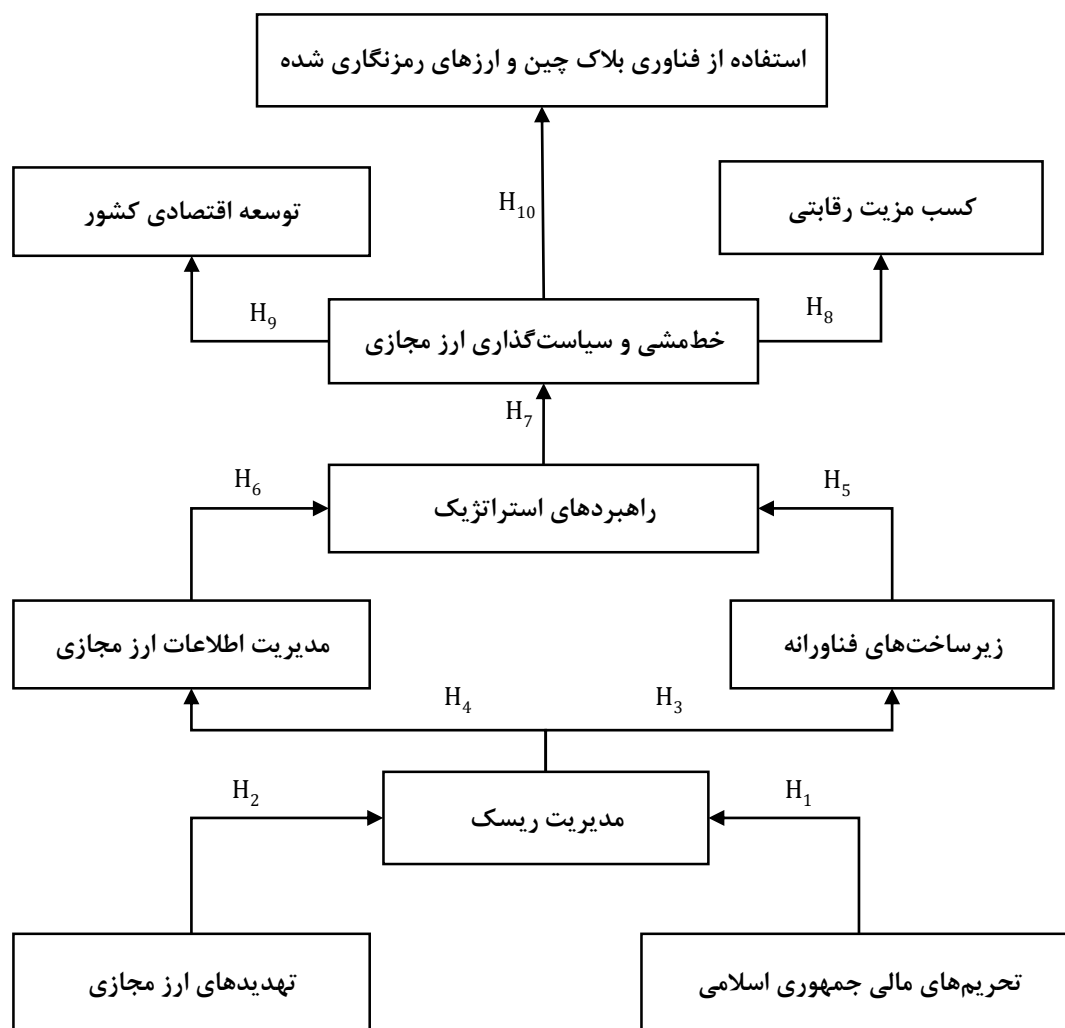 استفاده از فناوری بلاک چین و ارزهای رمزنگاری شده
کسب مزیت رقابتی
توسعه اقتصادی کشور
H10
H8
H9
خط‌مشی و سیاست‌گذاری ارز مجازی
H7
H5
H6
راهبردهای استراتژیک
زیرساخت‌های فناورانه
مدیریت اطلاعات ارز مجازی
H3
H4
H1
H2
مدیریت ریسک
تحریم‌های مالی جمهوری اسلامی
تهدیدهای ارز مجازی